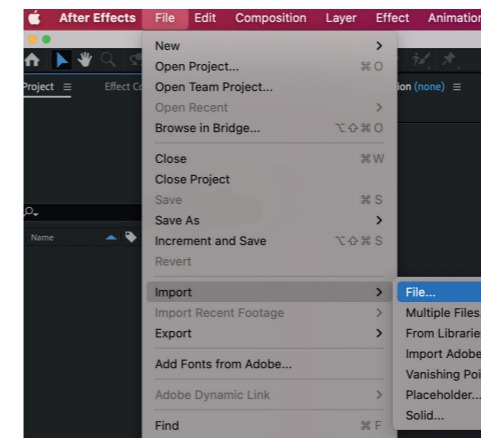 After Effects File Edit Composition Layer Effect Animation
New
Open Project... ⌘ O
Project Effect ion (none)
Open Team Project...
Open Recent
Browse in Bridge... ⌥⇧⌘ O
Close ⌘ W
Close Project
Save ⌘ S
Save As
Name Increment and Save ⌥⇧⌘ S
Revert
Import File...
Import Recent Footage Multiple Files
Export From Librarie
Import Adobe
Add Fonts from Adobe... Vanishing Poi
Adobe Dynamic Link Placeholder...
Solid...
Find ⌘ F